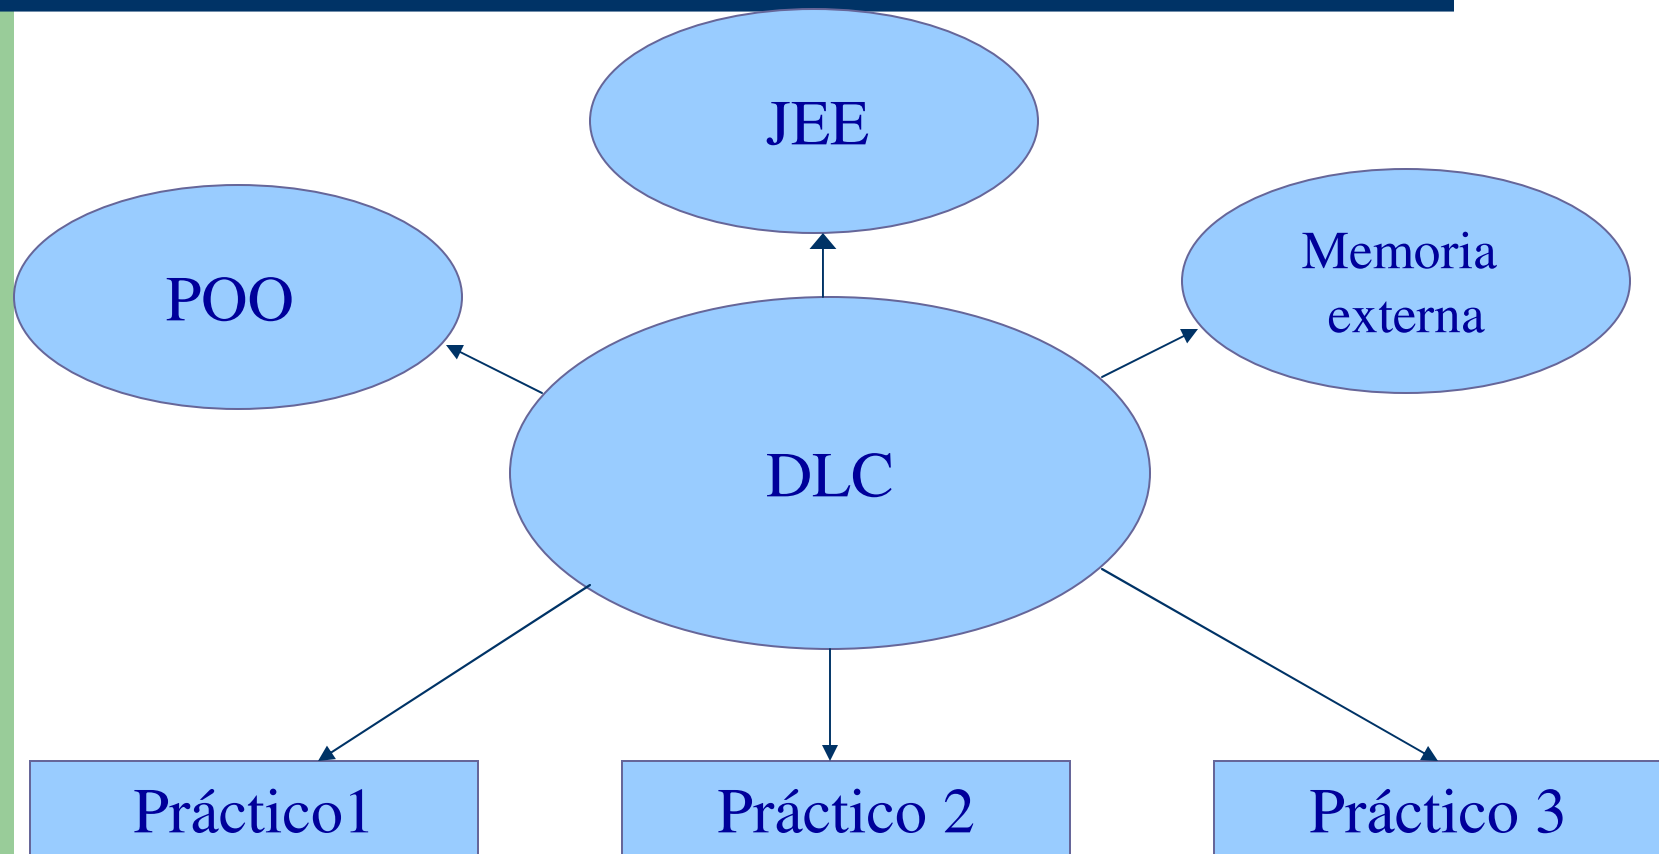 JEE
POO
Memoria
externa
DLC
Práctico1
Práctico 2
Práctico 3